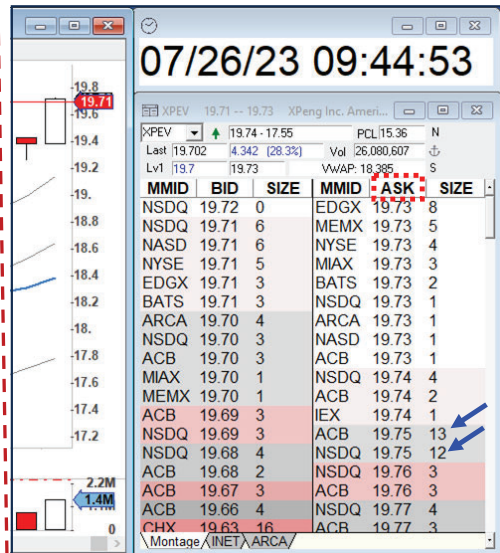 07/26/23 09:44:53
19.8
19.71
19.6
19.4
19.2
19.
18.8
18.6
18.4
18.2
18.
17.8
17.6
17.4
17.2
2.2M
1.4M
0
XPEV 19.71 -- 19.73 XPeng Inc. Ameri...
XPEV 19.74 - 17.55 PCL 15.36 N
Last 19.702 4.342 (28.3%) Vol 26,080,607
Lv1 19.7 19.73 VWAP: 18.385 S
MMID BID SIZE MMID ASK SIZE
NSDQ 19.72 0 EDGX 19.73 8
NSDQ 19.71 6 MEMX 19.73 5
NASD 19.71 6 NYSE 19.73 4
NYSE 19.71 5 MIAX 19.73 3
EDGX 19.71 3 BATS 19.73 2
BATS 19.71 3 NSDQ 19.73 1
ARCA 19.70 4 ARCA 19.73 1
NSDQ 19.70 3 NASD 19.73 1
ACB 19.70 3 ACB 19.73 1
MIAX 19.70 1 NSDQ 19.74 4
MEMX 19.70 1 ACB 19.74 2
ACB 19.69 3 IEX 19.74 1
NSDQ 19.69 3 ACB 19.75 13
NSDQ 19.68 4 NSDQ 19.75 12
ACB 19.68 2 NSDQ 19.76 3
ACB 19.67 3 ACB 19.76 3
ACB 19.66 4 NSDQ 19.77 4
CHX 19.63 16 ACB 19.77 3
Montage INET ARCA